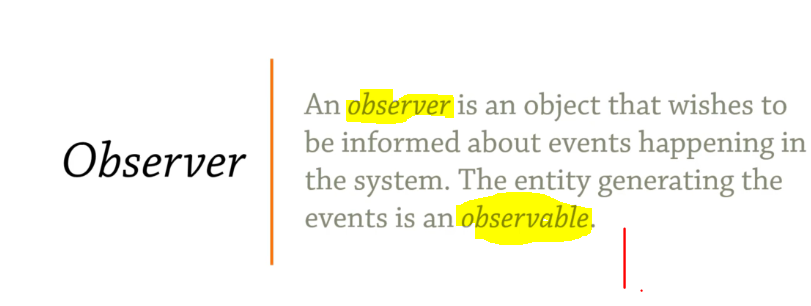 Observer
An observer is an object that wishes to
be informed about events happening in
the system. The entity generating the
events is an observable.